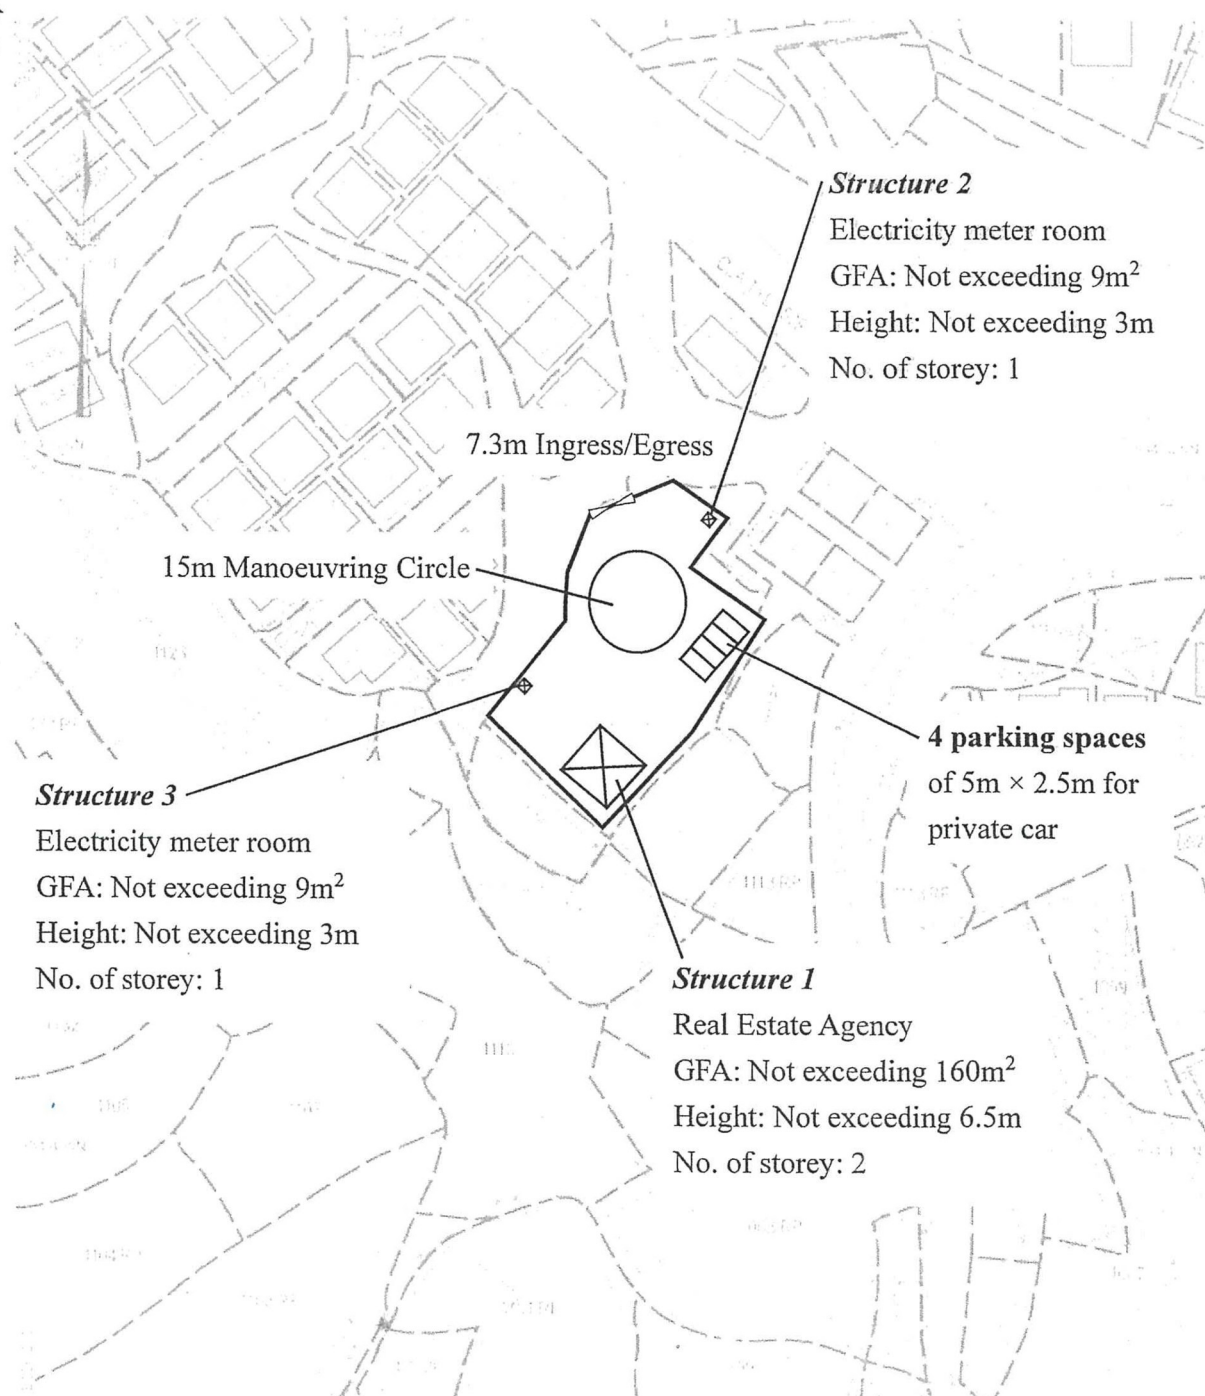 Structure 2
Electricity meter room
GFA: Not exceeding 9m²
Height: Not exceeding 3m
No. of storey: 1
7.3m Ingress/Egress
15m Manoeuvring Circle
4 parking spaces
of 5m × 2.5m for
private car
Structure 3
Electricity meter room
GFA: Not exceeding 9m²
Height: Not exceeding 3m
No. of storey: 1
Structure 1
Real Estate Agency
GFA: Not exceeding 160m²
Height: Not exceeding 6.5m
No. of storey: 2
1123